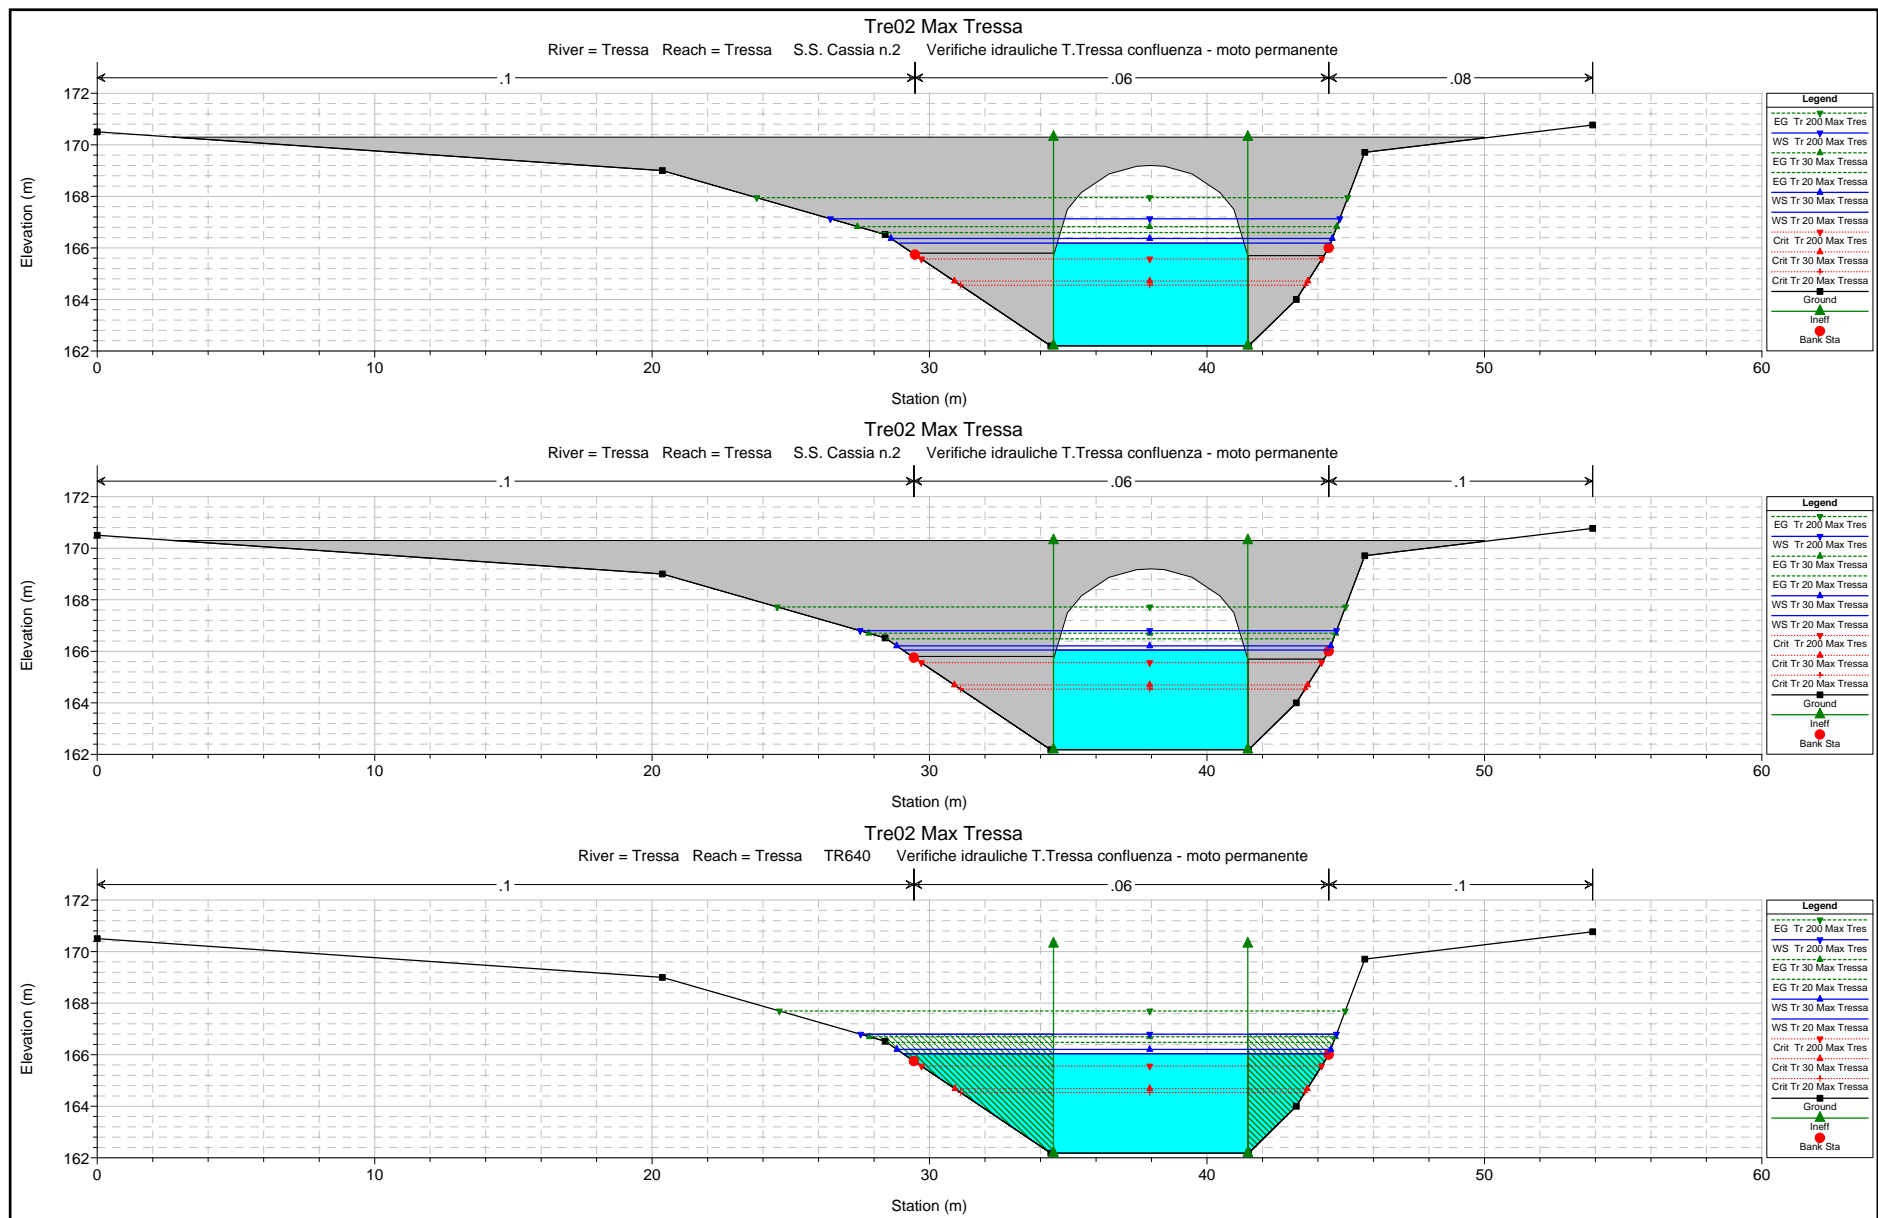 Tre02 Max Tressa
River = Tressa   Reach = Tressa   S.S. Cassia n.2   Verifiche idrauliche T.Tressa confluenza - moto permanente
.1 .06 .08
Elevation (m)
172
170
168
166
164
162
0 10 20 30 40 50 60
Station (m)
Legend
EG  Tr 200 Max Tres
WS  Tr 200 Max Tres
EG Tr 30 Max Tressa
EG Tr 20 Max Tressa
WS Tr 30 Max Tressa
WS Tr 20 Max Tressa
Crit  Tr 200 Max Tres
Crit Tr 30 Max Tressa
Crit Tr 20 Max Tressa
Ground
Ineff
Bank Sta
Tre02 Max Tressa
River = Tressa   Reach = Tressa   S.S. Cassia n.2   Verifiche idrauliche T.Tressa confluenza - moto permanente
.1 .06 .1
Elevation (m)
172
170
168
166
164
162
0 10 20 30 40 50 60
Station (m)
Legend
EG  Tr 200 Max Tres
WS  Tr 200 Max Tres
EG Tr 30 Max Tressa
EG Tr 20 Max Tressa
WS Tr 30 Max Tressa
WS Tr 20 Max Tressa
Crit  Tr 200 Max Tres
Crit Tr 30 Max Tressa
Crit Tr 20 Max Tressa
Ground
Ineff
Bank Sta
Tre02 Max Tressa
River = Tressa   Reach = Tressa   TR640   Verifiche idrauliche T.Tressa confluenza - moto permanente
.1 .06 .1
Elevation (m)
172
170
168
166
164
162
0 10 20 30 40 50 60
Station (m)
Legend
EG  Tr 200 Max Tres
WS  Tr 200 Max Tres
EG Tr 30 Max Tressa
EG Tr 20 Max Tressa
WS Tr 30 Max Tressa
WS Tr 20 Max Tressa
Crit  Tr 200 Max Tres
Crit Tr 30 Max Tressa
Crit Tr 20 Max Tressa
Ground
Ineff
Bank Sta